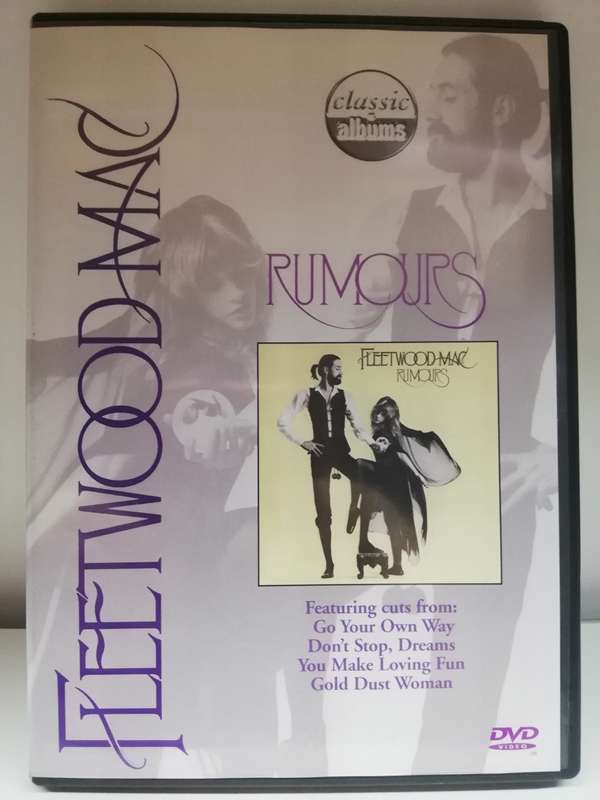 FLEETWOOD MAC
classic
albums
RUMOURS
FLEETWOOD MAC
RUMOURS
Featuring cuts from:
Go Your Own Way
Don't Stop, Dreams
You Make Loving Fun
Gold Dust Woman
DVD
VIDEO